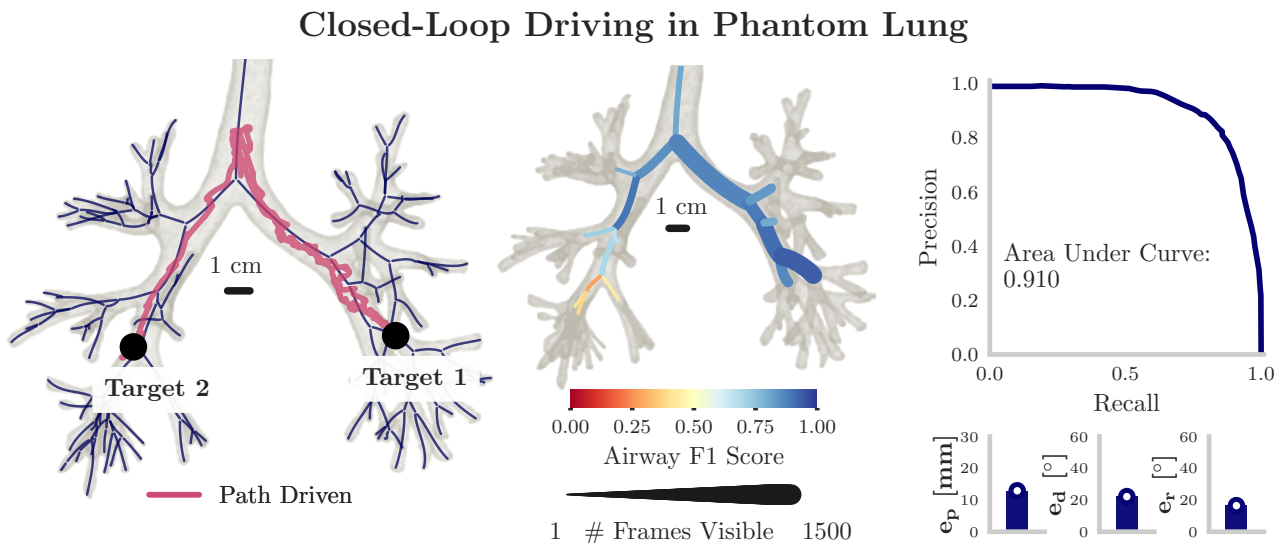 Closed-Loop Driving in Phantom Lung
1 cm
Target 2
Target 1
Path Driven
1 cm
0.00 0.25 0.50 0.75 1.00
Airway F1 Score
1 # Frames Visible 1500
Precision
1.0
0.8
0.6
0.4
0.2
0.0
Area Under Curve:
0.910
0.0 0.5 1.0
Recall
e_p [mm]
30
20
10
0
e_d [°]
60
40
20
0
e_r [°]
60
40
20
0